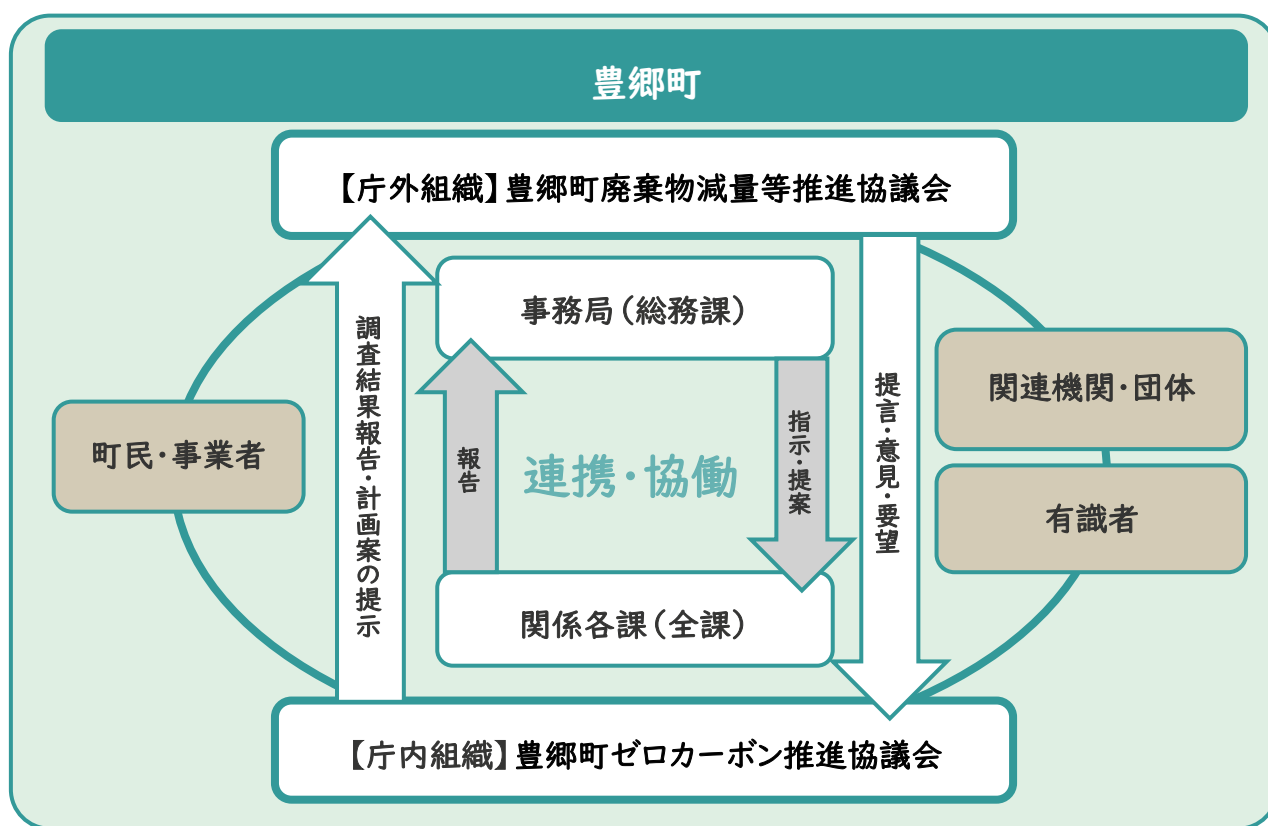 豊郷町
【庁外組織】豊郷町廃棄物減量等推進協議会
事務局（総務課）
調査結果報告・計画案の提示
報告
連携・協働
指示・提案
提言・意見・要望
町民・事業者
関連機関・団体
有識者
関係各課（全課）
【庁内組織】豊郷町ゼロカーボン推進協議会